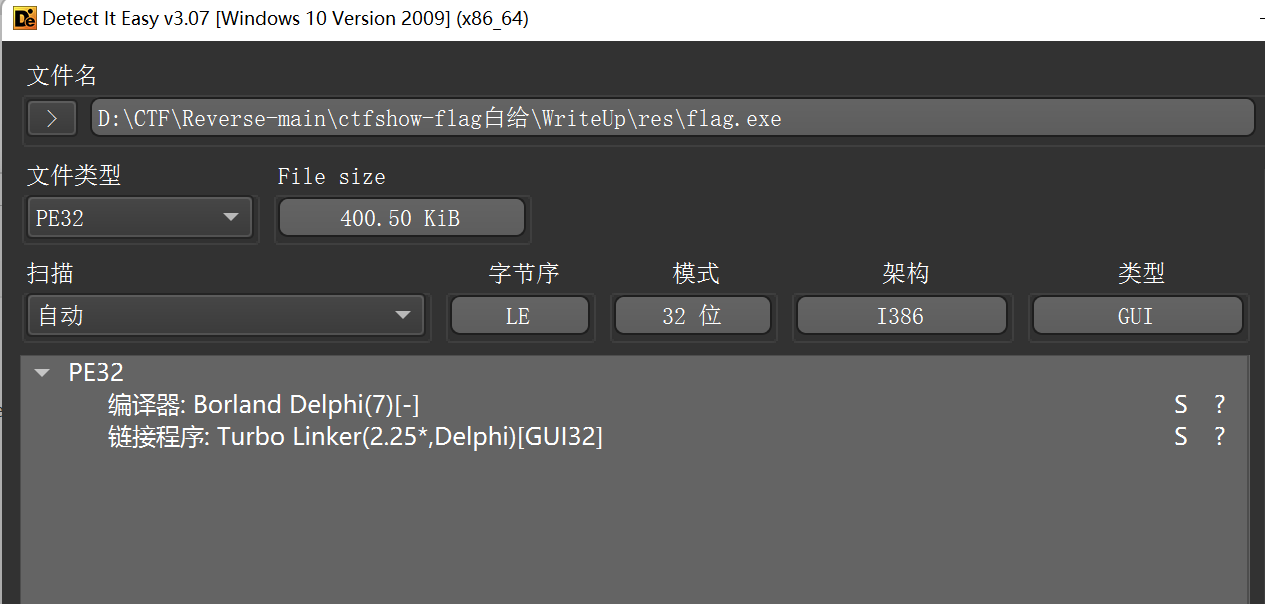 Detect It Easy v3.07 [Windows 10 Version 2009] (x86_64)
文件名
> D:\CTF\Reverse-main\ctfshow-flag白给\WriteUp\res\flag.exe
文件类型 File size
PE32 400.50 KiB
扫描 字节序 模式 架构 类型
自动 LE 32 位 I386 GUI
PE32
编译器: Borland Delphi(7)[-] S ?
链接程序: Turbo Linker(2.25*,Delphi)[GUI32] S ?